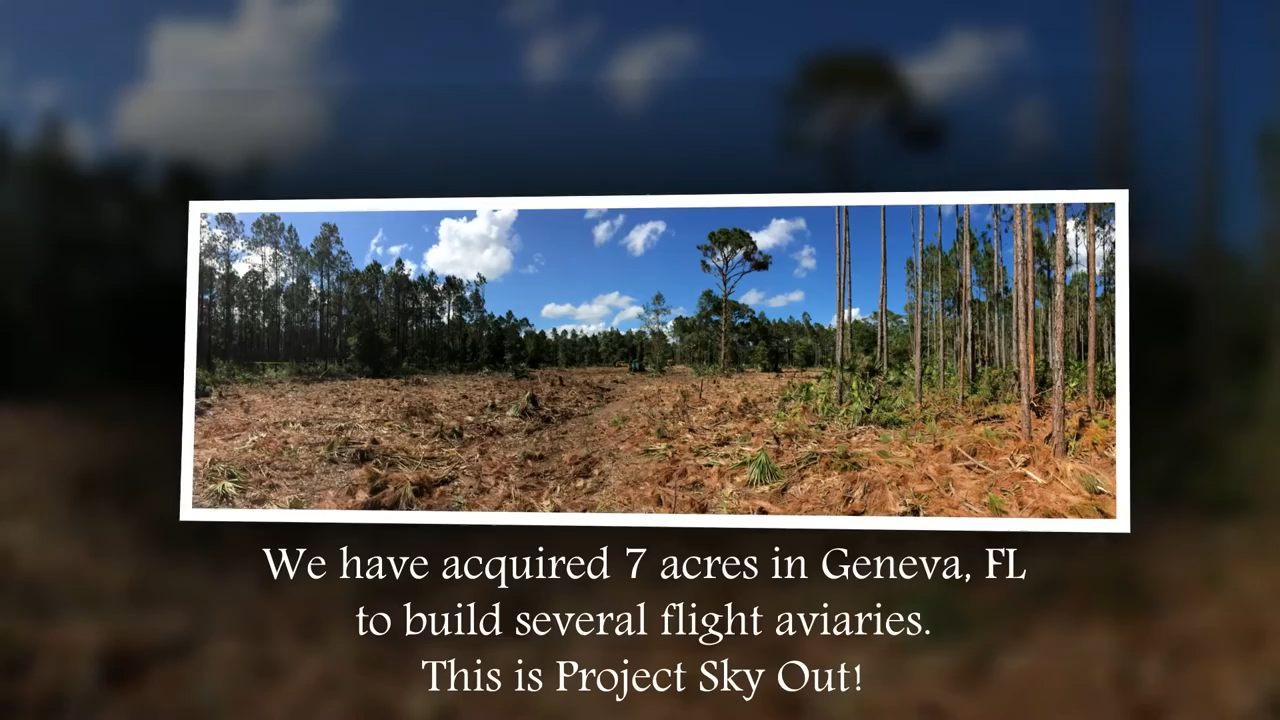 We have acquired 7 acres in Geneva, FL
to build several flight aviaries.
This is Project Sky Out!